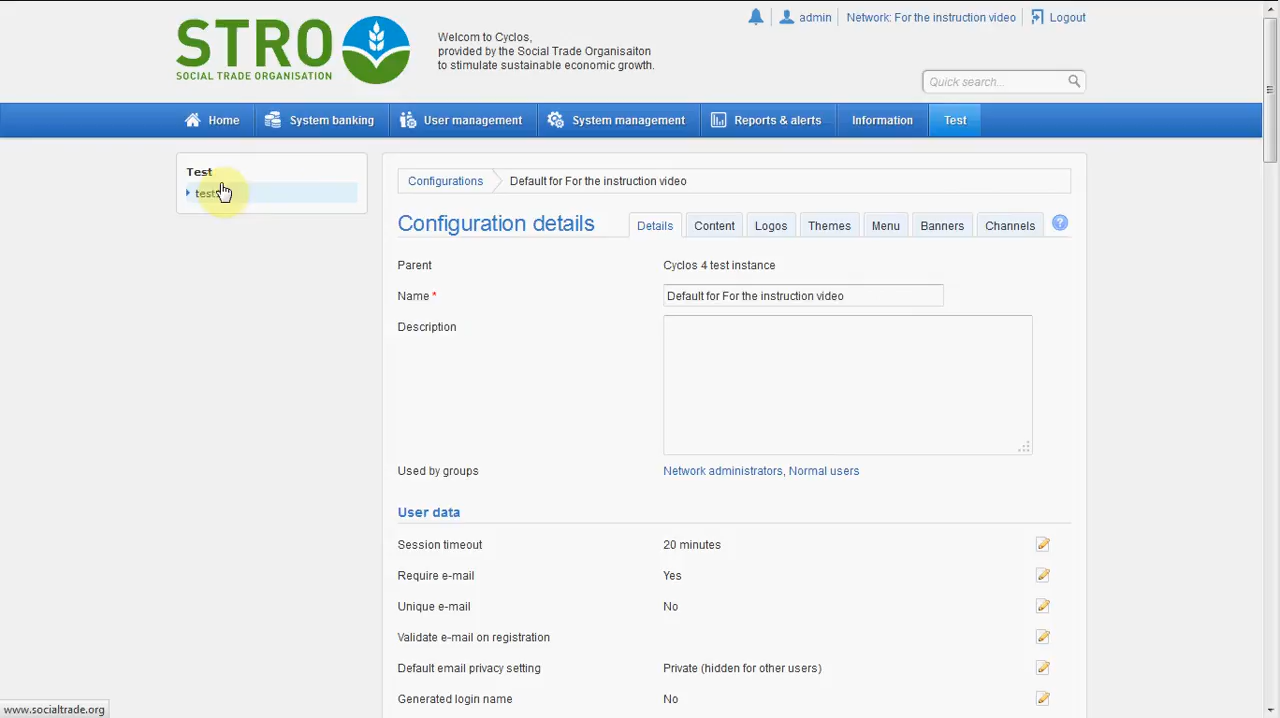 STRO
SOCIAL TRADE ORGANISATION
Welcom to Cyclos,
provided by the Social Trade Organisaiton
to stimulate sustainable economic growth.
admin
Network: For the instruction video
Logout
Quick search...
Home
System banking
User management
System management
Reports & alerts
Information
Test
Test
Configurations
Default for For the instruction video
Configuration details
Details
Content
Logos
Themes
Menu
Banners
Channels
?
Parent
Cyclos 4 test instance
Name *
Default for For the instruction video
Description
Used by groups
Network administrators, Normal users
User data
Session timeout
20 minutes
Require e-mail
Yes
Unique e-mail
No
Validate e-mail on registration
Default email privacy setting
Private (hidden for other users)
Generated login name
No
www.socialtrade.org